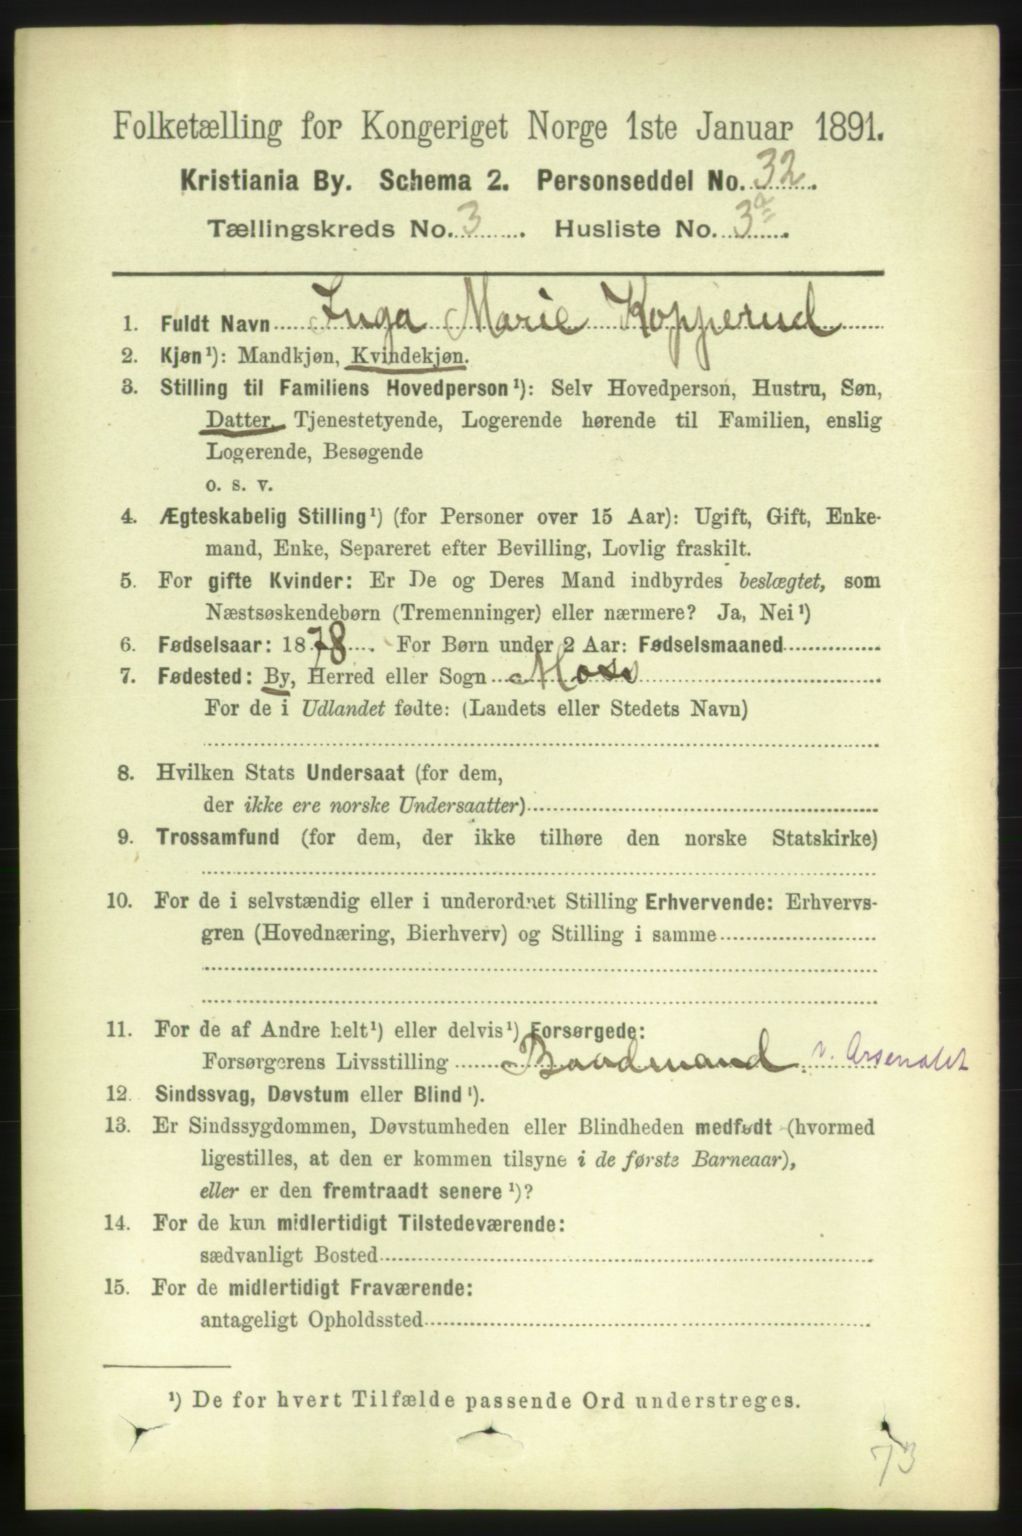 Folketælling for Kongeriget Norge 1ste Januar 1891.
Kristiania By. Schema 2. Personseddel No. 32.
Tællingskreds No. 3. Husliste No. 3a.
1. Fuldt Navn Inga Marie Kopperud
2. Kjøn¹): Mandkjøn, Kvindekjøn.
3. Stilling til Familiens Hovedperson¹): Selv Hovedperson, Hustru, Søn,
Datter, Tjenestetyende, Logerende hørende til Familien, enslig
Logerende, Besøgende
o. s. v.
4. Ægteskabelig Stilling¹) (for Personer over 15 Aar): Ugift, Gift, Enke-
mand, Enke, Separeret efter Bevilling, Lovlig fraskilt.
5. For gifte Kvinder: Er De og Deres Mand indbyrdes beslægtet, som
Næstsøskendebørn (Tremenninger) eller nærmere? Ja, Nei¹)
6. Fødselsaar: 1878. For Børn under 2 Aar: Fødselsmaaned
7. Fødested: By, Herred eller Sogn Moss
For de i Udlandet fødte: (Landets eller Stedets Navn)
8. Hvilken Stats Undersaat (for dem,
der ikke ere norske Undersaatter)
9. Trossamfund (for dem, der ikke tilhøre den norske Statskirke)
10. For de i selvstændig eller i underordnet Stilling Erhvervende: Erhvervs-
gren (Hovednæring, Bierhverv) og Stilling i samme
11. For de af Andre helt¹) eller delvis¹) Forsørgede:
Forsørgerens Livsstilling Baadmand v. Arsenalet
12. Sindssvag, Døvstum eller Blind¹).
13. Er Sindssygdommen, Døvstumheden eller Blindheden medfødt (hvormed
ligestilles, at den er kommen tilsyne i de første Barneaar),
eller er den fremtraadt senere¹)?
14. For de kun midlertidigt Tilstedeværende:
sædvanligt Bosted
15. For de midlertidigt Fraværende:
antageligt Opholdssted
¹) De for hvert Tilfælde passende Ord understreges.
73